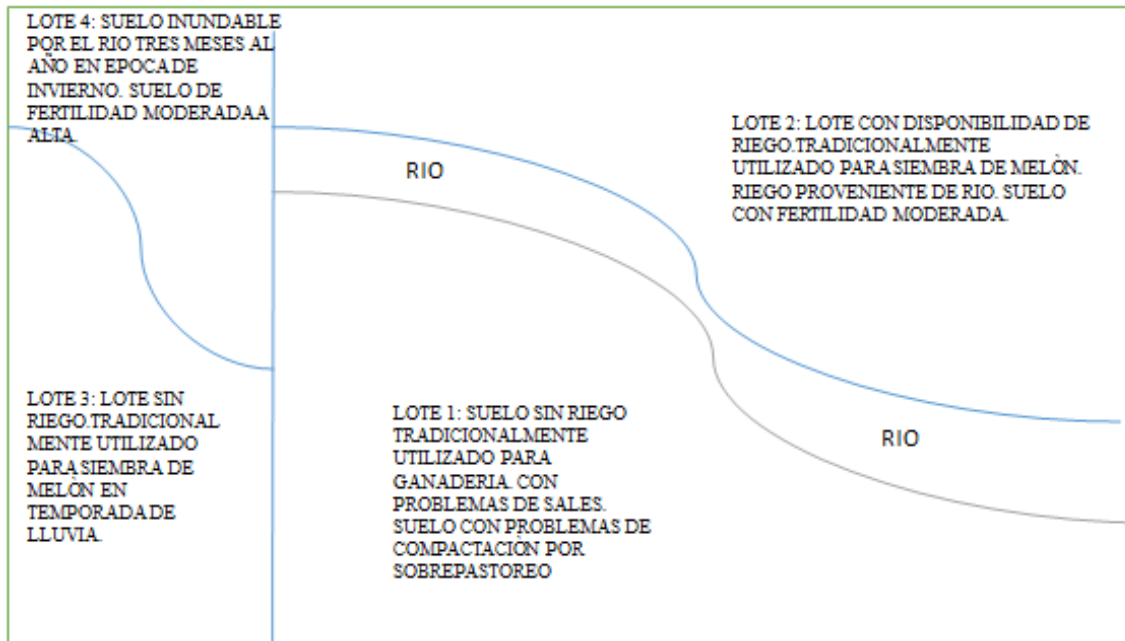 LOTE 4: SUELO INUNDABLE
POR EL RIO TRES MESES AL
AÑO EN EPOCA DE
INVIERNO. SUELO DE
FERTILIDAD MODERADA A
ALTA.
RIO
LOTE 2: LOTE CON DISPONIBILIDAD DE
RIEGO.TRADICIONALMENTE
UTILIZADO PARA SIEMBRA DE MELÒN.
RIEGO PROVENIENTE DE RIO. SUELO
CON FERTILIDAD MODERADA.
LOTE 3: LOTE SIN
RIEGO.TRADICIONAL
MENTE UTILIZADO
PARA SIEMBRA DE
MELÒN EN
TEMPORADA DE
LLUVIA.
LOTE 1: SUELO SIN RIEGO
TRADICIONALMENTE
UTILIZADO PARA
GANADERIA. CON
PROBLEMAS DE SALES.
SUELO CON PROBLEMAS DE
COMPACTACIÒN POR
SOBREPASTOREO
RIO